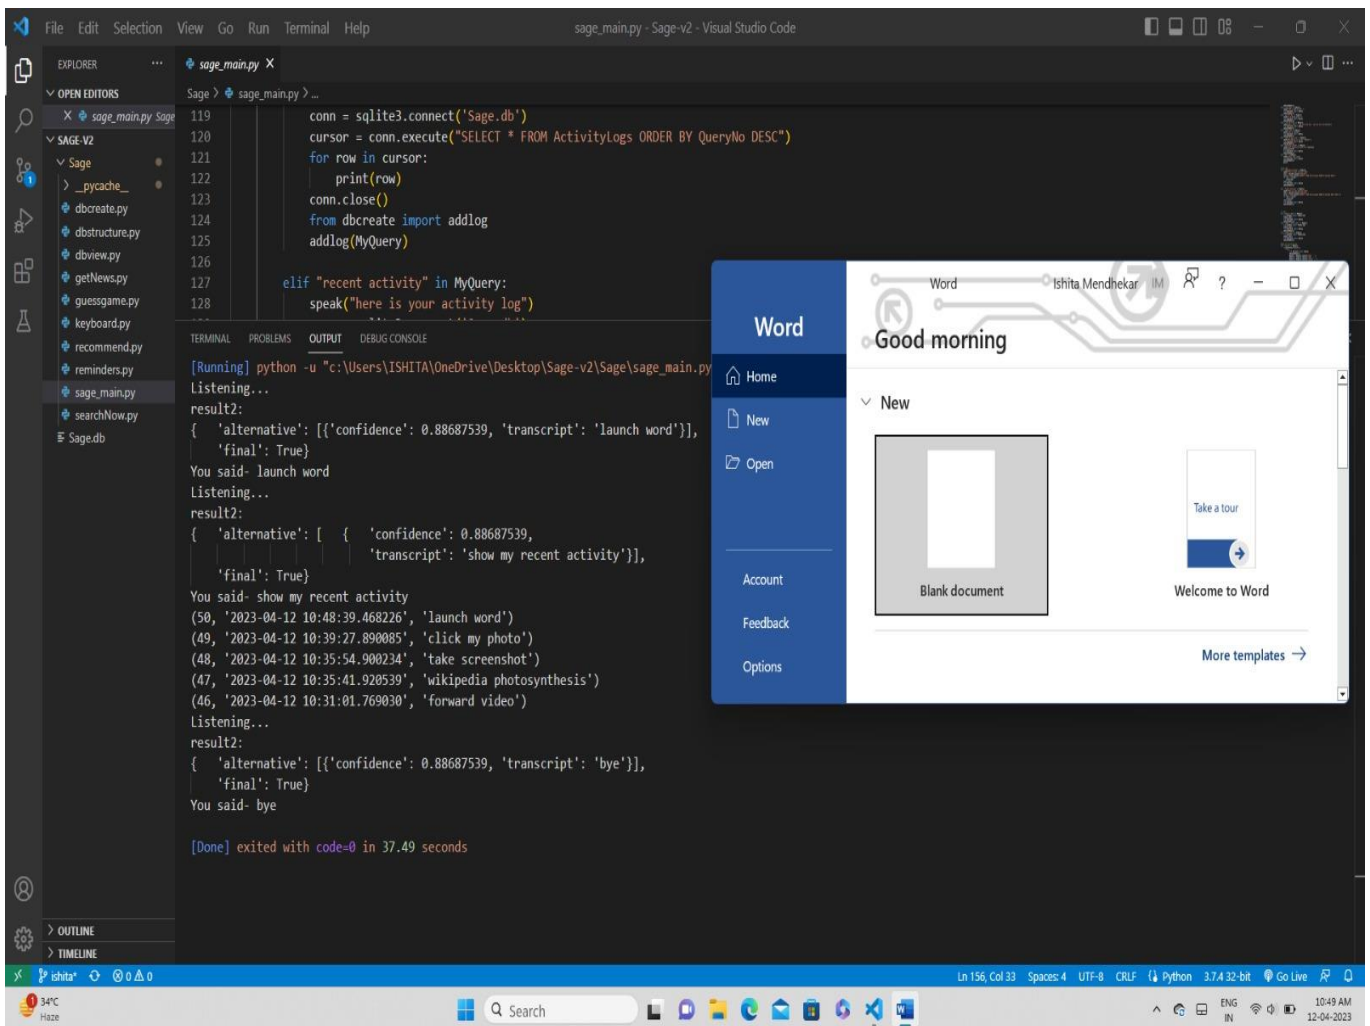 File Edit Selection View Go Run Terminal Help
sage_main.py - Sage-v2 - Visual Studio Code
EXPLORER ...
OPEN EDITORS
X sage_main.py Sage
SAGE-V2
Sage
> _pycache_
dbcreate.py
dbstructure.py
dbview.py
getNews.py
guessgame.py
keyboard.py
recommend.py
reminders.py
sage_main.py
searchNow.py
Sage.db
> OUTLINE
> TIMELINE
sage_main.py X
Sage > sage_main.py > ...
119 conn = sqlite3.connect('Sage.db')
120 cursor = conn.execute("SELECT * FROM ActivityLogs ORDER BY QueryNo DESC")
121 for row in cursor:
122 print(row)
123 conn.close()
124 from dbcreate import addlog
125 addlog(MyQuery)
126
127 elif "recent activity" in MyQuery:
128 speak("here is your activity log")
TERMINAL PROBLEMS OUTPUT DEBUG CONSOLE
[Running] python -u "c:\Users\ISHITA\OneDrive\Desktop\Sage-v2\Sage\sage_main.py
Listening...
result2:
{ 'alternative': [{'confidence': 0.88687539, 'transcript': 'launch word'}],
'final': True}
You said- launch word
Listening...
result2:
{ 'alternative': [ { 'confidence': 0.88687539,
'transcript': 'show my recent activity'}],
'final': True}
You said- show my recent activity
(50, '2023-04-12 10:48:39.468226', 'launch word')
(49, '2023-04-12 10:39:27.890085', 'click my photo')
(48, '2023-04-12 10:35:54.900234', 'take screenshot')
(47, '2023-04-12 10:35:41.920539', 'wikipedia photosynthesis')
(46, '2023-04-12 10:31:01.769030', 'forward video')
Listening...
result2:
{ 'alternative': [{'confidence': 0.88687539, 'transcript': 'bye'}],
'final': True}
You said- bye
[Done] exited with code=0 in 37.49 seconds
Word
Home
New
Open
Account
Feedback
Options
Word
Ishita Mendhekar IM ?
Good morning
New
Take a tour
Blank document
Welcome to Word
More templates
ishita* 0 0
Ln 156, Col 33 Spaces: 4 UTF-8 CRLF Python 3.7.4 32-bit Go Live
1
34°C
Haze
Search
ENG
IN
10:49 AM
12-04-2023